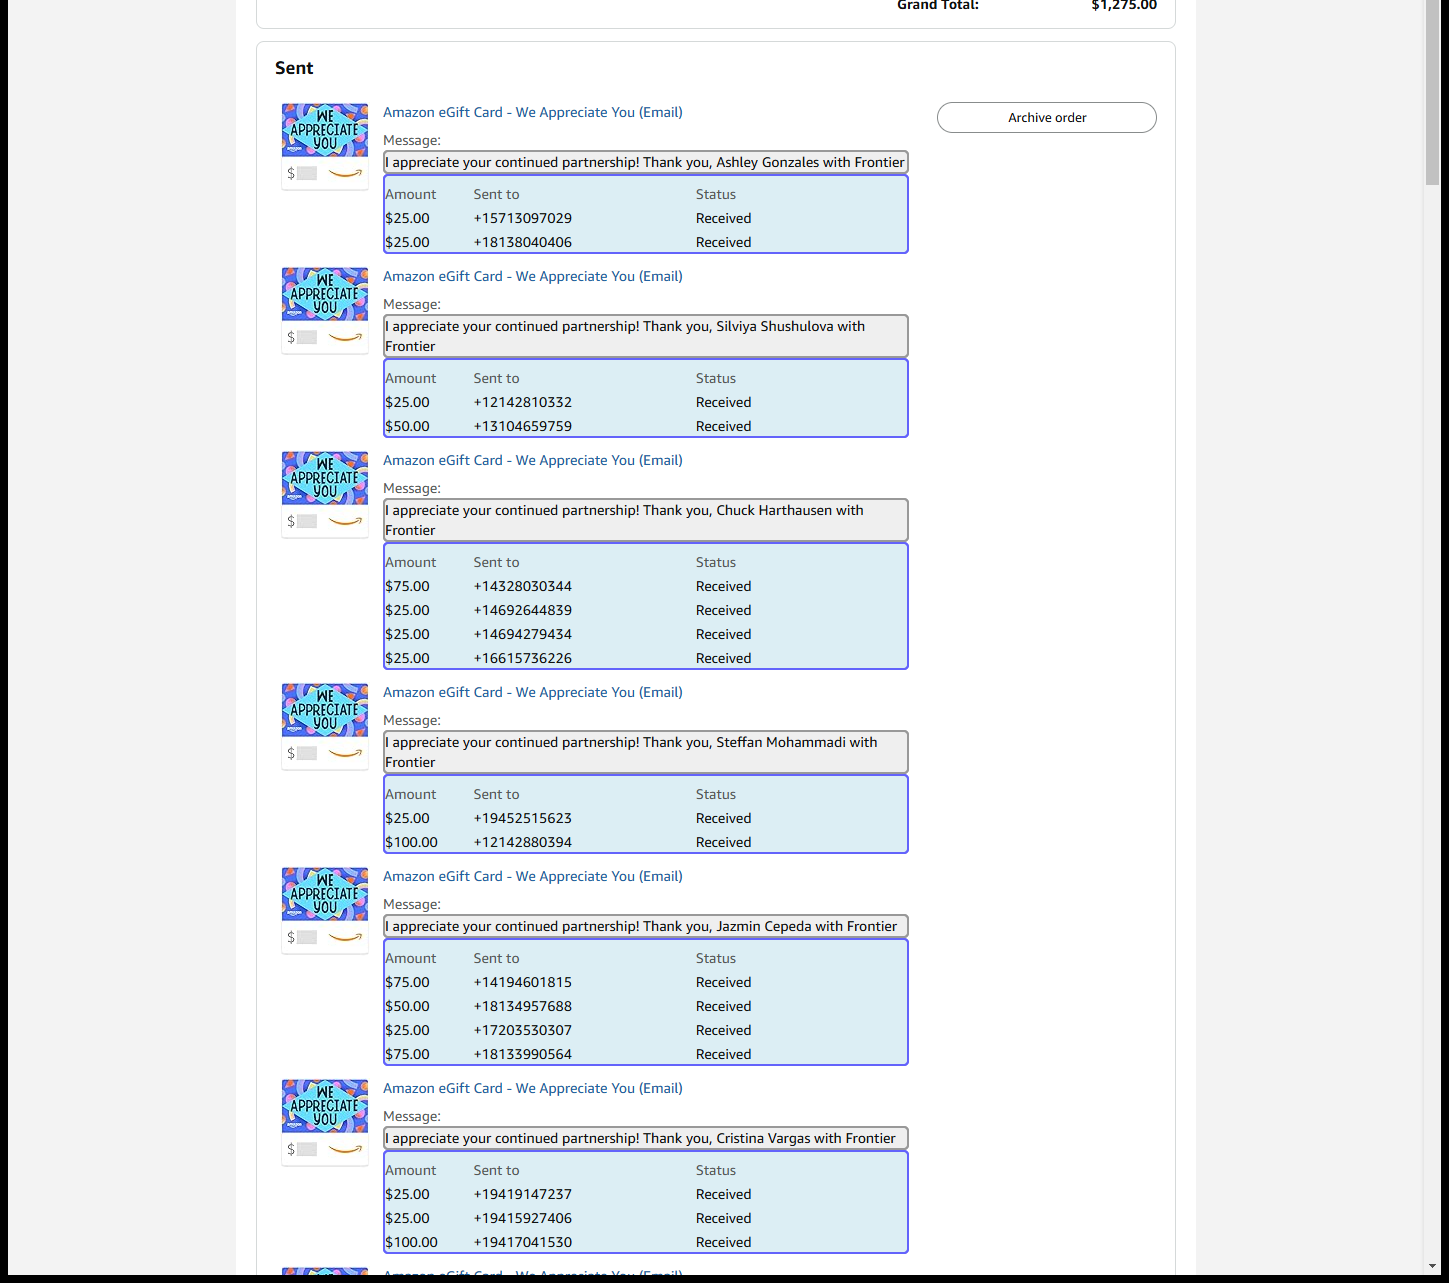 Grand Total: $1,275.00
Sent
WE
APPRECIATE
YOU
amazon
$
Amazon eGift Card - We Appreciate You (Email)
Archive order
Message:
I appreciate your continued partnership! Thank you, Ashley Gonzales with Frontier
Amount Sent to Status
$25.00 +15713097029 Received
$25.00 +18138040406 Received
WE
APPRECIATE
YOU
amazon
$
Amazon eGift Card - We Appreciate You (Email)
Message:
I appreciate your continued partnership! Thank you, Silviya Shushulova with
Frontier
Amount Sent to Status
$25.00 +12142810332 Received
$50.00 +13104659759 Received
WE
APPRECIATE
YOU
amazon
$
Amazon eGift Card - We Appreciate You (Email)
Message:
I appreciate your continued partnership! Thank you, Chuck Harthausen with
Frontier
Amount Sent to Status
$75.00 +14328030344 Received
$25.00 +14692644839 Received
$25.00 +14694279434 Received
$25.00 +16615736226 Received
WE
APPRECIATE
YOU
amazon
$
Amazon eGift Card - We Appreciate You (Email)
Message:
I appreciate your continued partnership! Thank you, Steffan Mohammadi with
Frontier
Amount Sent to Status
$25.00 +19452515623 Received
$100.00 +12142880394 Received
WE
APPRECIATE
YOU
amazon
$
Amazon eGift Card - We Appreciate You (Email)
Message:
I appreciate your continued partnership! Thank you, Jazmin Cepeda with Frontier
Amount Sent to Status
$75.00 +14194601815 Received
$50.00 +18134957688 Received
$25.00 +17203530307 Received
$75.00 +18133990564 Received
WE
APPRECIATE
YOU
amazon
$
Amazon eGift Card - We Appreciate You (Email)
Message:
I appreciate your continued partnership! Thank you, Cristina Vargas with Frontier
Amount Sent to Status
$25.00 +19419147237 Received
$25.00 +19415927406 Received
$100.00 +19417041530 Received
Amazon eGift Card - We Appreciate You (Email)